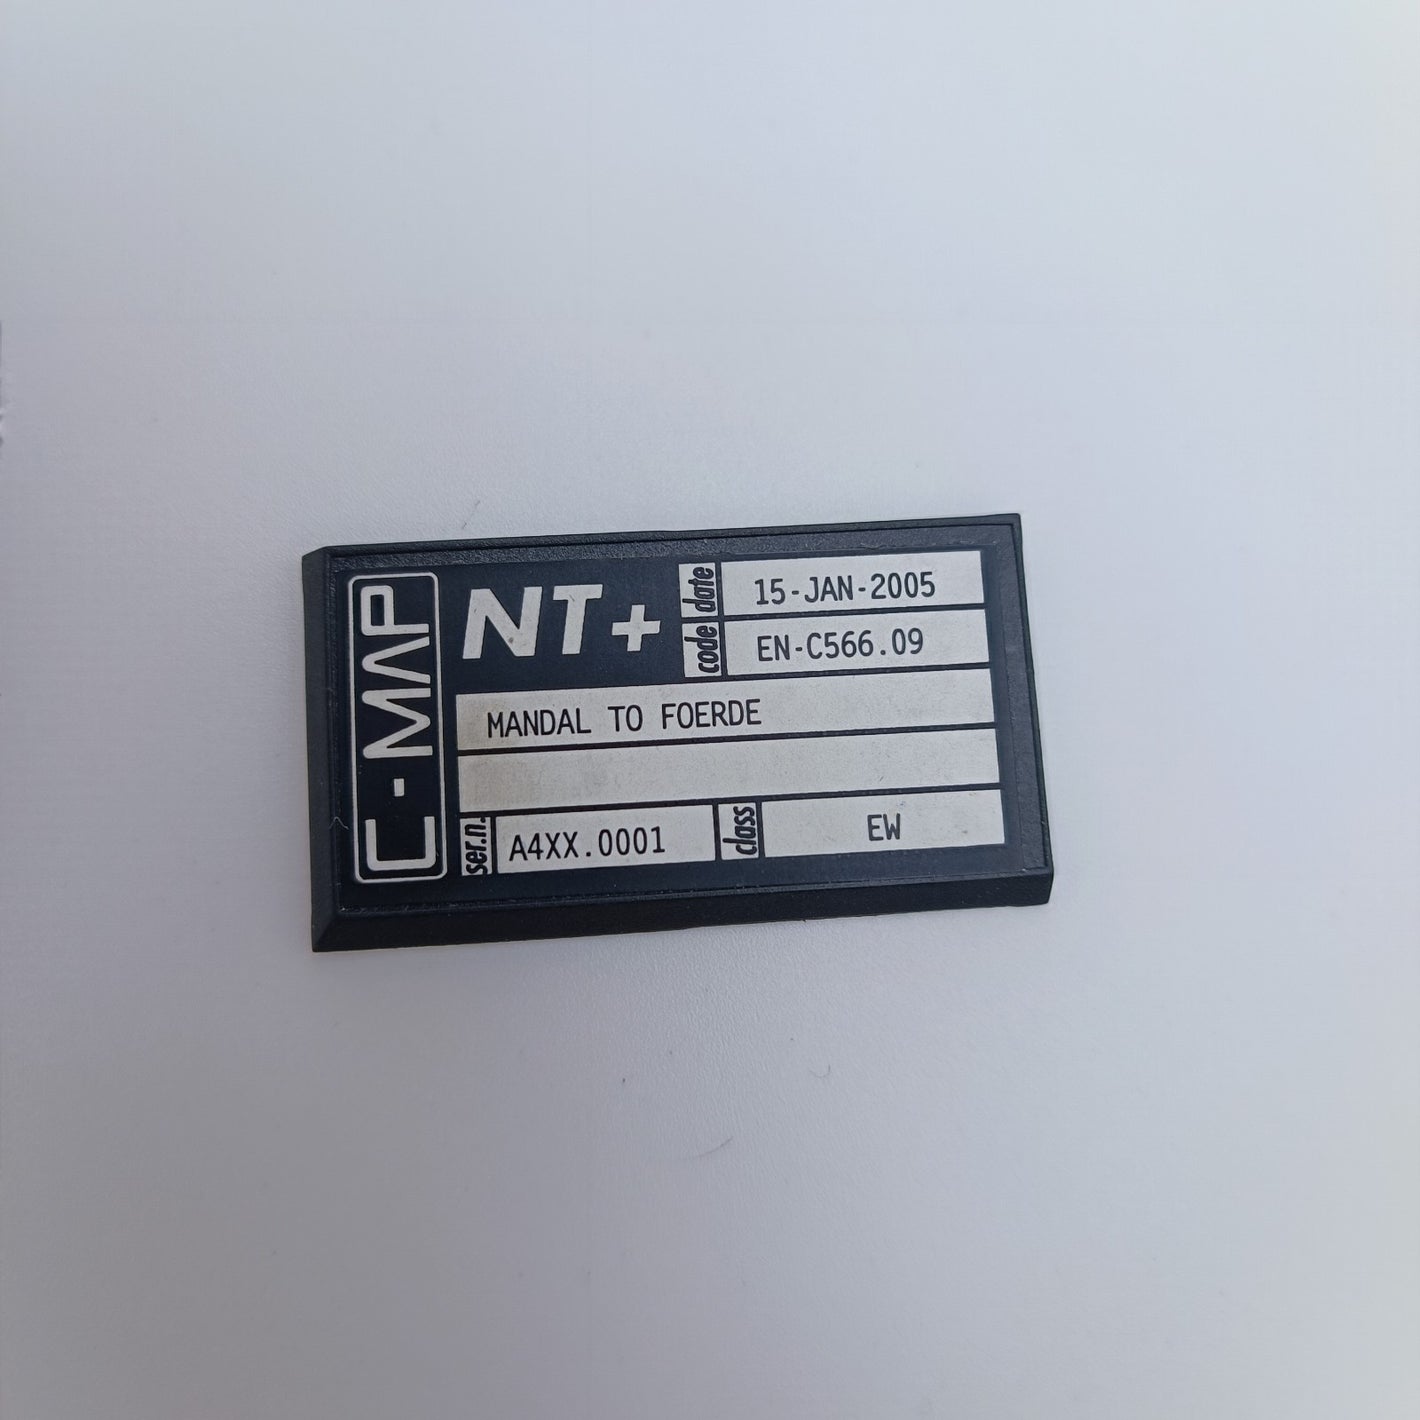 C-MAP
NT+
date 15-JAN-2005
code EN-C566.09
MANDAL TO FOERDE
ser.n. A4XX.0001 class EW